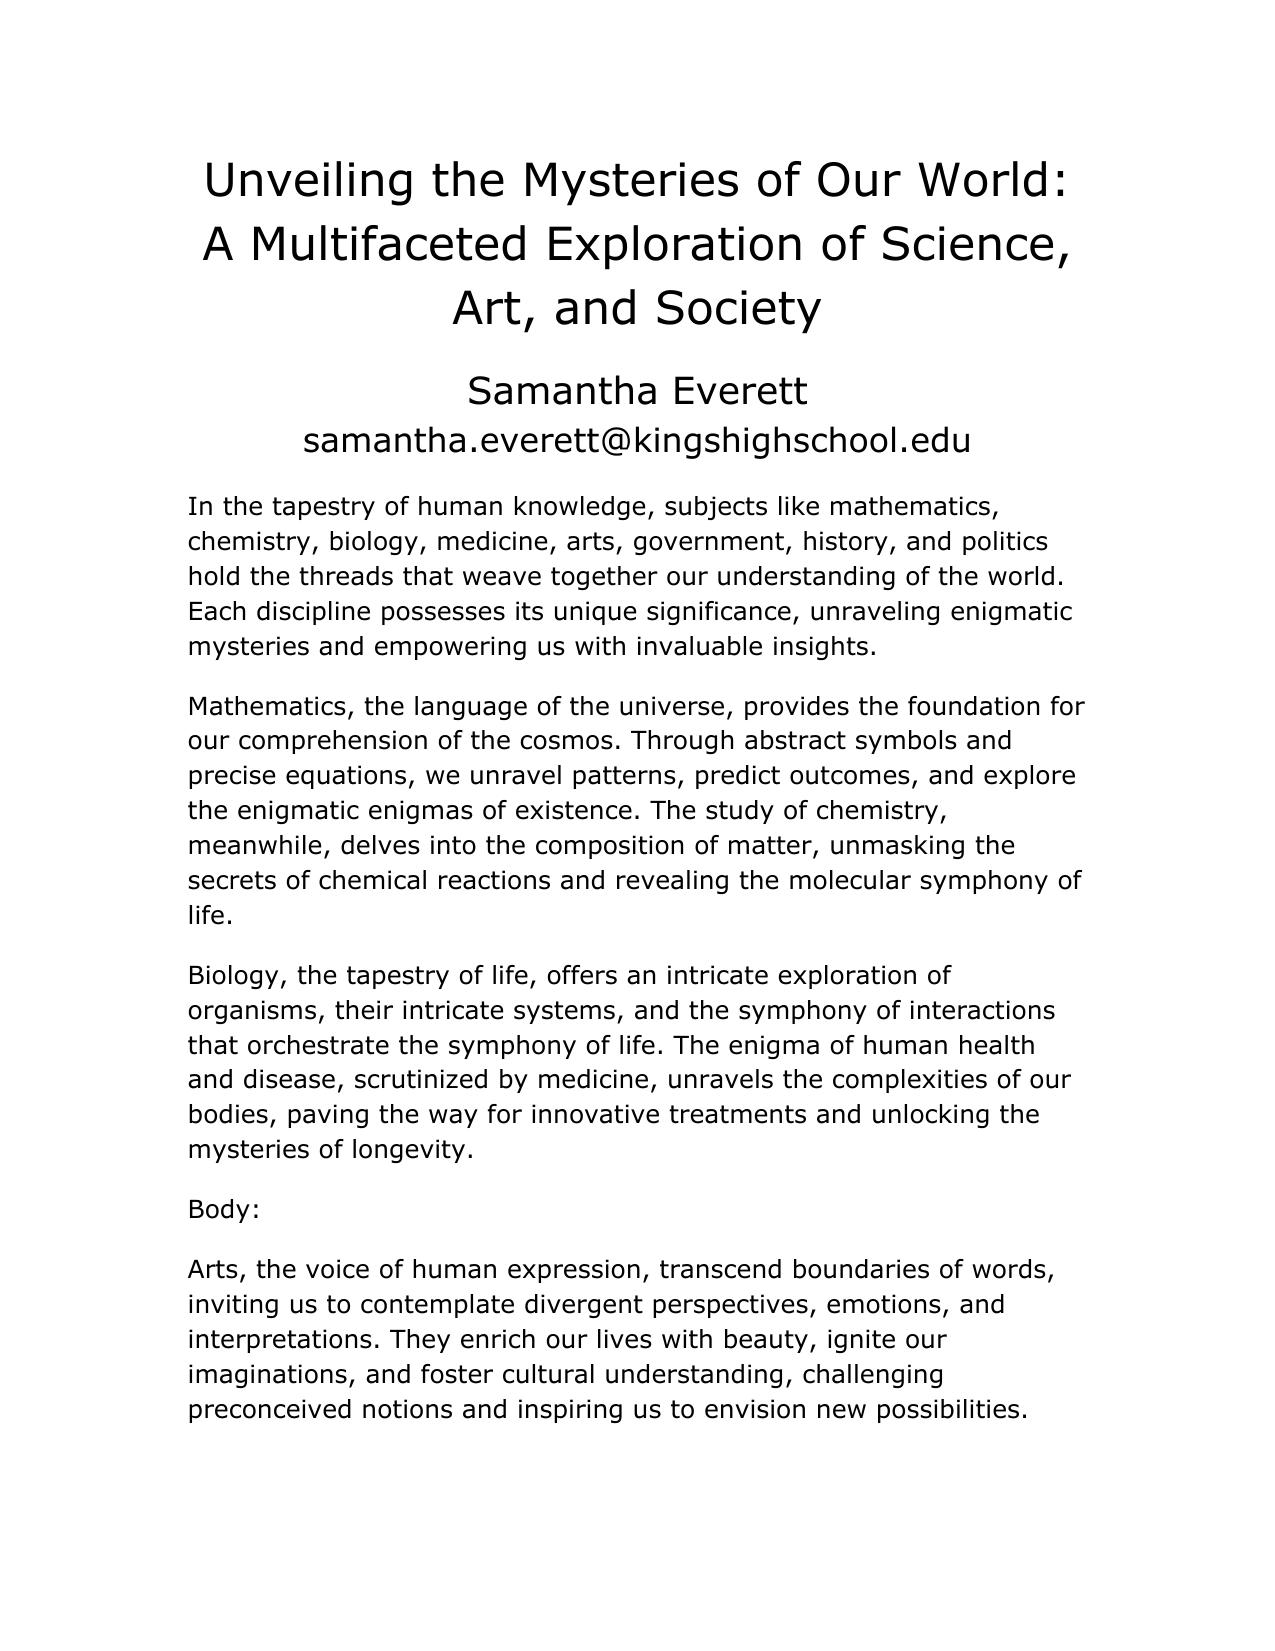 Unveiling the Mysteries of Our World:
A Multifaceted Exploration of Science,
Art, and Society
Samantha Everett
samantha.everett@kingshighschool.edu
In the tapestry of human knowledge, subjects like mathematics,
chemistry, biology, medicine, arts, government, history, and politics
hold the threads that weave together our understanding of the world.
Each discipline possesses its unique significance, unraveling enigmatic
mysteries and empowering us with invaluable insights.
Mathematics, the language of the universe, provides the foundation for
our comprehension of the cosmos. Through abstract symbols and
precise equations, we unravel patterns, predict outcomes, and explore
the enigmatic enigmas of existence. The study of chemistry,
meanwhile, delves into the composition of matter, unmasking the
secrets of chemical reactions and revealing the molecular symphony of
life.
Biology, the tapestry of life, offers an intricate exploration of
organisms, their intricate systems, and the symphony of interactions
that orchestrate the symphony of life. The enigma of human health
and disease, scrutinized by medicine, unravels the complexities of our
bodies, paving the way for innovative treatments and unlocking the
mysteries of longevity.
Body:
Arts, the voice of human expression, transcend boundaries of words,
inviting us to contemplate divergent perspectives, emotions, and
interpretations. They enrich our lives with beauty, ignite our
imaginations, and foster cultural understanding, challenging
preconceived notions and inspiring us to envision new possibilities.